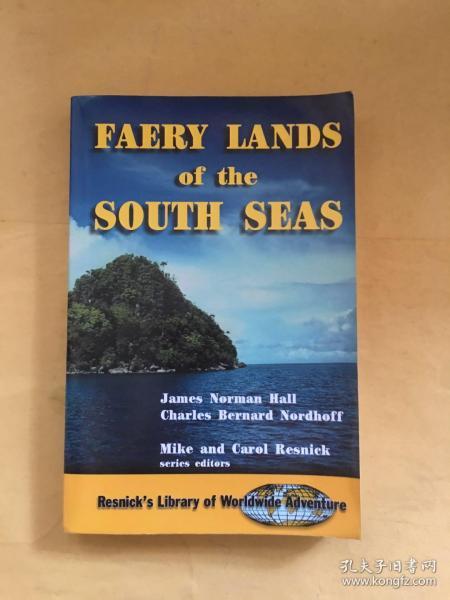 FAERY LANDS
of the
SOUTH SEAS
James Norman Hall
Charles Bernard Nordhoff
Mike and Carol Resnick
series editors
Resnick's Library of Worldwide Adventure
孔夫子旧书网
www.kongfz.com